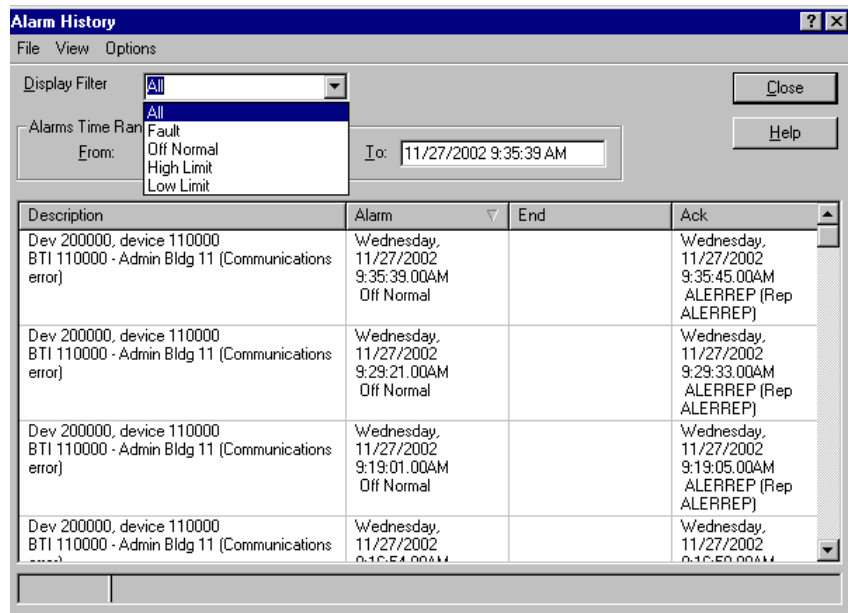 Alarm History
File View Options
Display Filter All
Close
All
Fault
Off Normal
High Limit
Low Limit
Alarms Time Ran
From:
To: 11/27/2002 9:35:39 AM
Help
Description Alarm End Ack
Dev 200000, device 110000
BTI 110000 - Admin Bldg 11 (Communications
error)
Wednesday,
11/27/2002
9:35:39.00AM
Off Normal
Wednesday,
11/27/2002
9:35:45.00AM
ALERREP (Rep
ALERREP)
Dev 200000, device 110000
BTI 110000 - Admin Bldg 11 (Communications
error)
Wednesday,
11/27/2002
9:29:21.00AM
Off Normal
Wednesday,
11/27/2002
9:29:33.00AM
ALERREP (Rep
ALERREP)
Dev 200000, device 110000
BTI 110000 - Admin Bldg 11 (Communications
error)
Wednesday,
11/27/2002
9:19:01.00AM
Off Normal
Wednesday,
11/27/2002
9:19:05.00AM
ALERREP (Rep
ALERREP)
Dev 200000, device 110000
BTI 110000 - Admin Bldg 11 (Communications
Wednesday,
11/27/2002
Wednesday,
11/27/2002